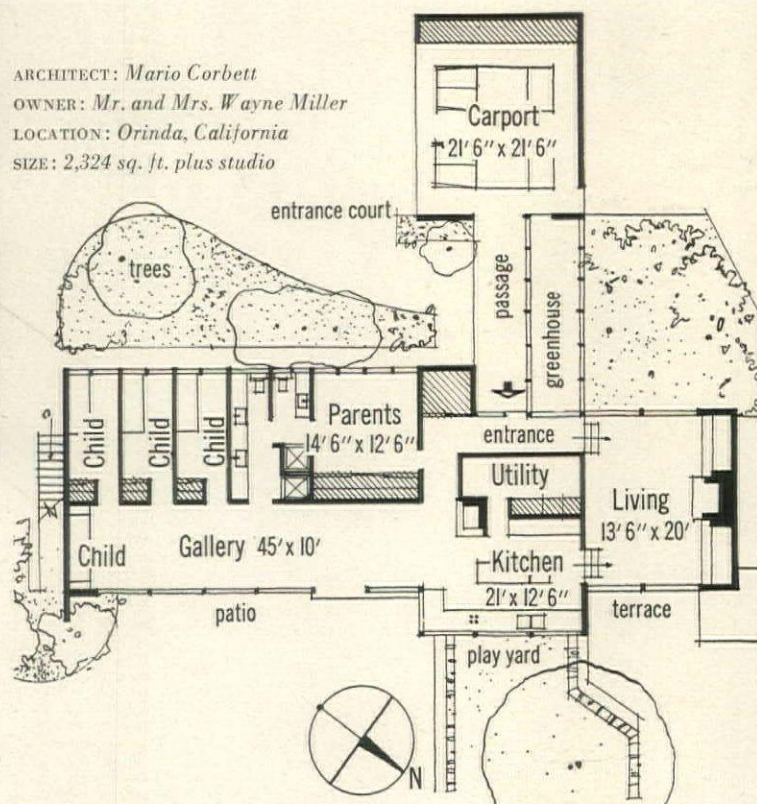 ARCHITECT: Mario Corbett
OWNER: Mr. and Mrs. Wayne Miller
LOCATION: Orinda, California
SIZE: 2,324 sq. ft. plus studio
Carport
21' 6" x 21' 6"
entrance court
trees
passage
greenhouse
Child
Child
Child
Parents
14' 6" x 12' 6"
entrance
Utility
Living
13' 6" x 20'
Child
Gallery 45' x 10'
Kitchen
21' x 12' 6"
patio
terrace
play yard
N